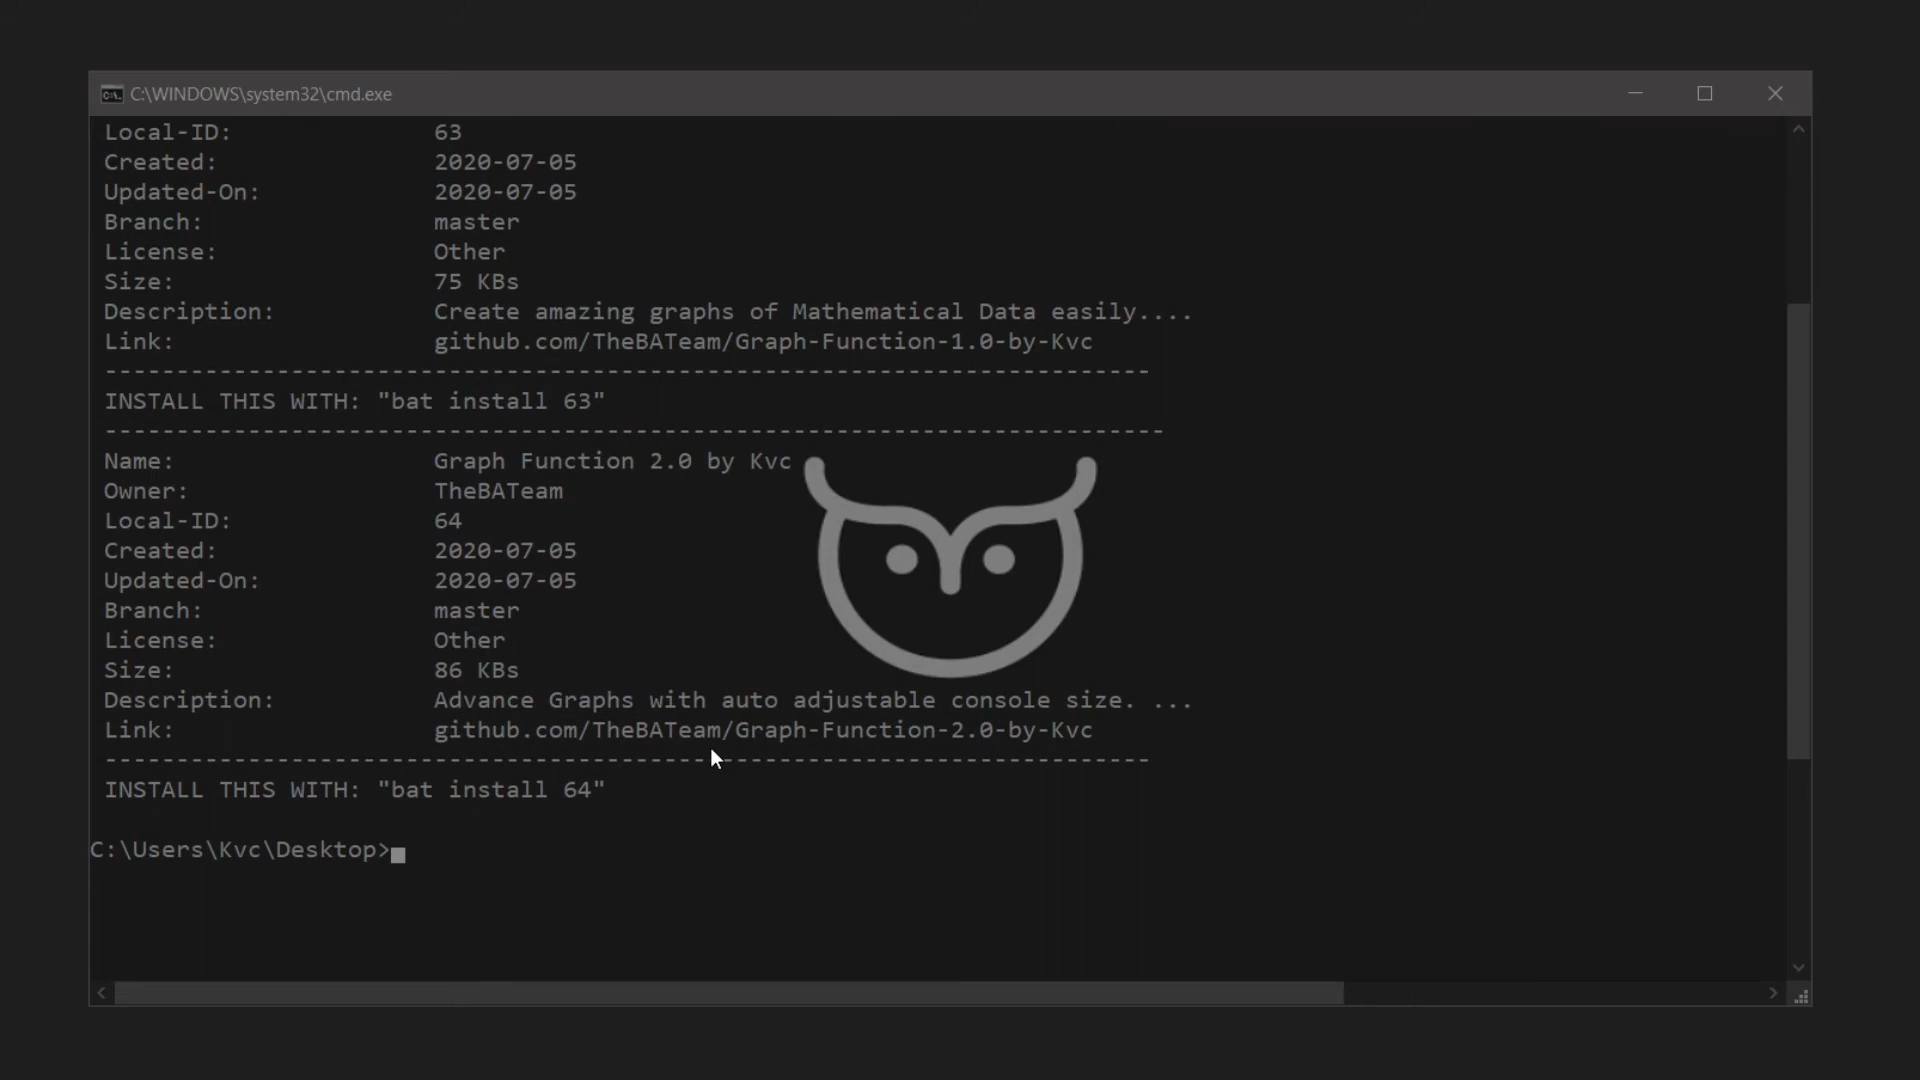 C:\WINDOWS\system32\cmd.exe
Local-ID: 63
Created: 2020-07-05
Updated-On: 2020-07-05
Branch: master
License: Other
Size: 75 KBs
Description: Create amazing graphs of Mathematical Data easily....
Link: github.com/TheBATeam/Graph-Function-1.0-by-Kvc
-------------------------------------------------------------------------
INSTALL THIS WITH: "bat install 63"
--------------------------------------------------------------------------
Name: Graph Function 2.0 by Kvc
Owner: TheBATeam
Local-ID: 64
Created: 2020-07-05
Updated-On: 2020-07-05
Branch: master
License: Other
Size: 86 KBs
Description: Advance Graphs with auto adjustable console size. ...
Link: github.com/TheBATeam/Graph-Function-2.0-by-Kvc
-------------------------------------------------------------------------
INSTALL THIS WITH: "bat install 64"
C:\Users\Kvc\Desktop>